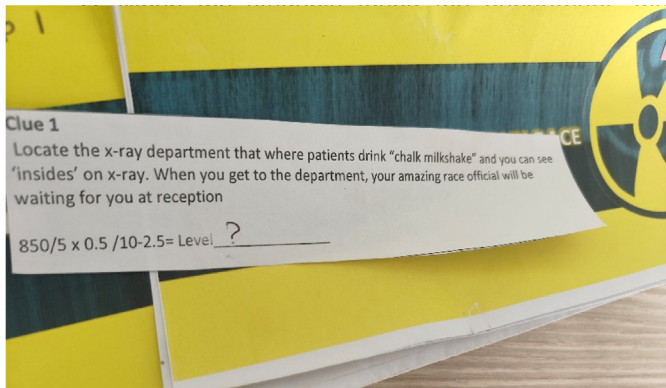 CE
Clue 1
Locate the x-ray department that where patients drink “chalk milkshake” and you can see
‘insides’ on x-ray. When you get to the department, your amazing race official will be
waiting for you at reception
850/5 x 0.5 /10-2.5= Level ?